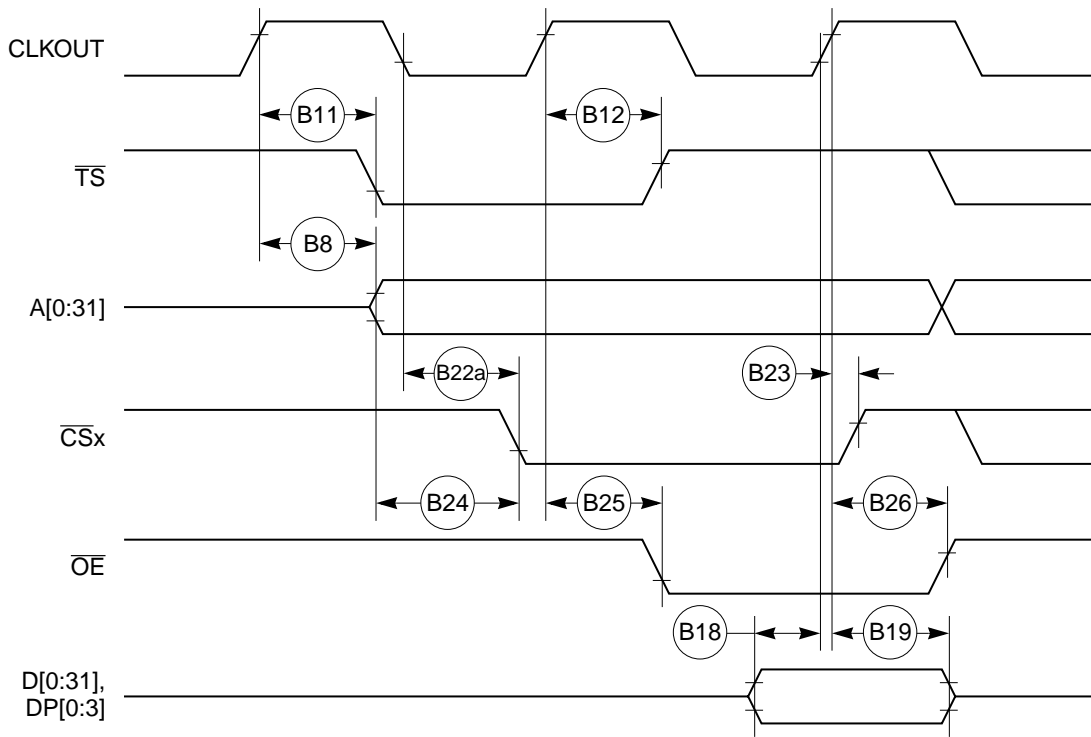 CLKOUT
B11
B12
TS
B8
A[0:31]
B22a
B23
CSx
B24
B25
B26
OE
B18
B19
D[0:31],
DP[0:3]